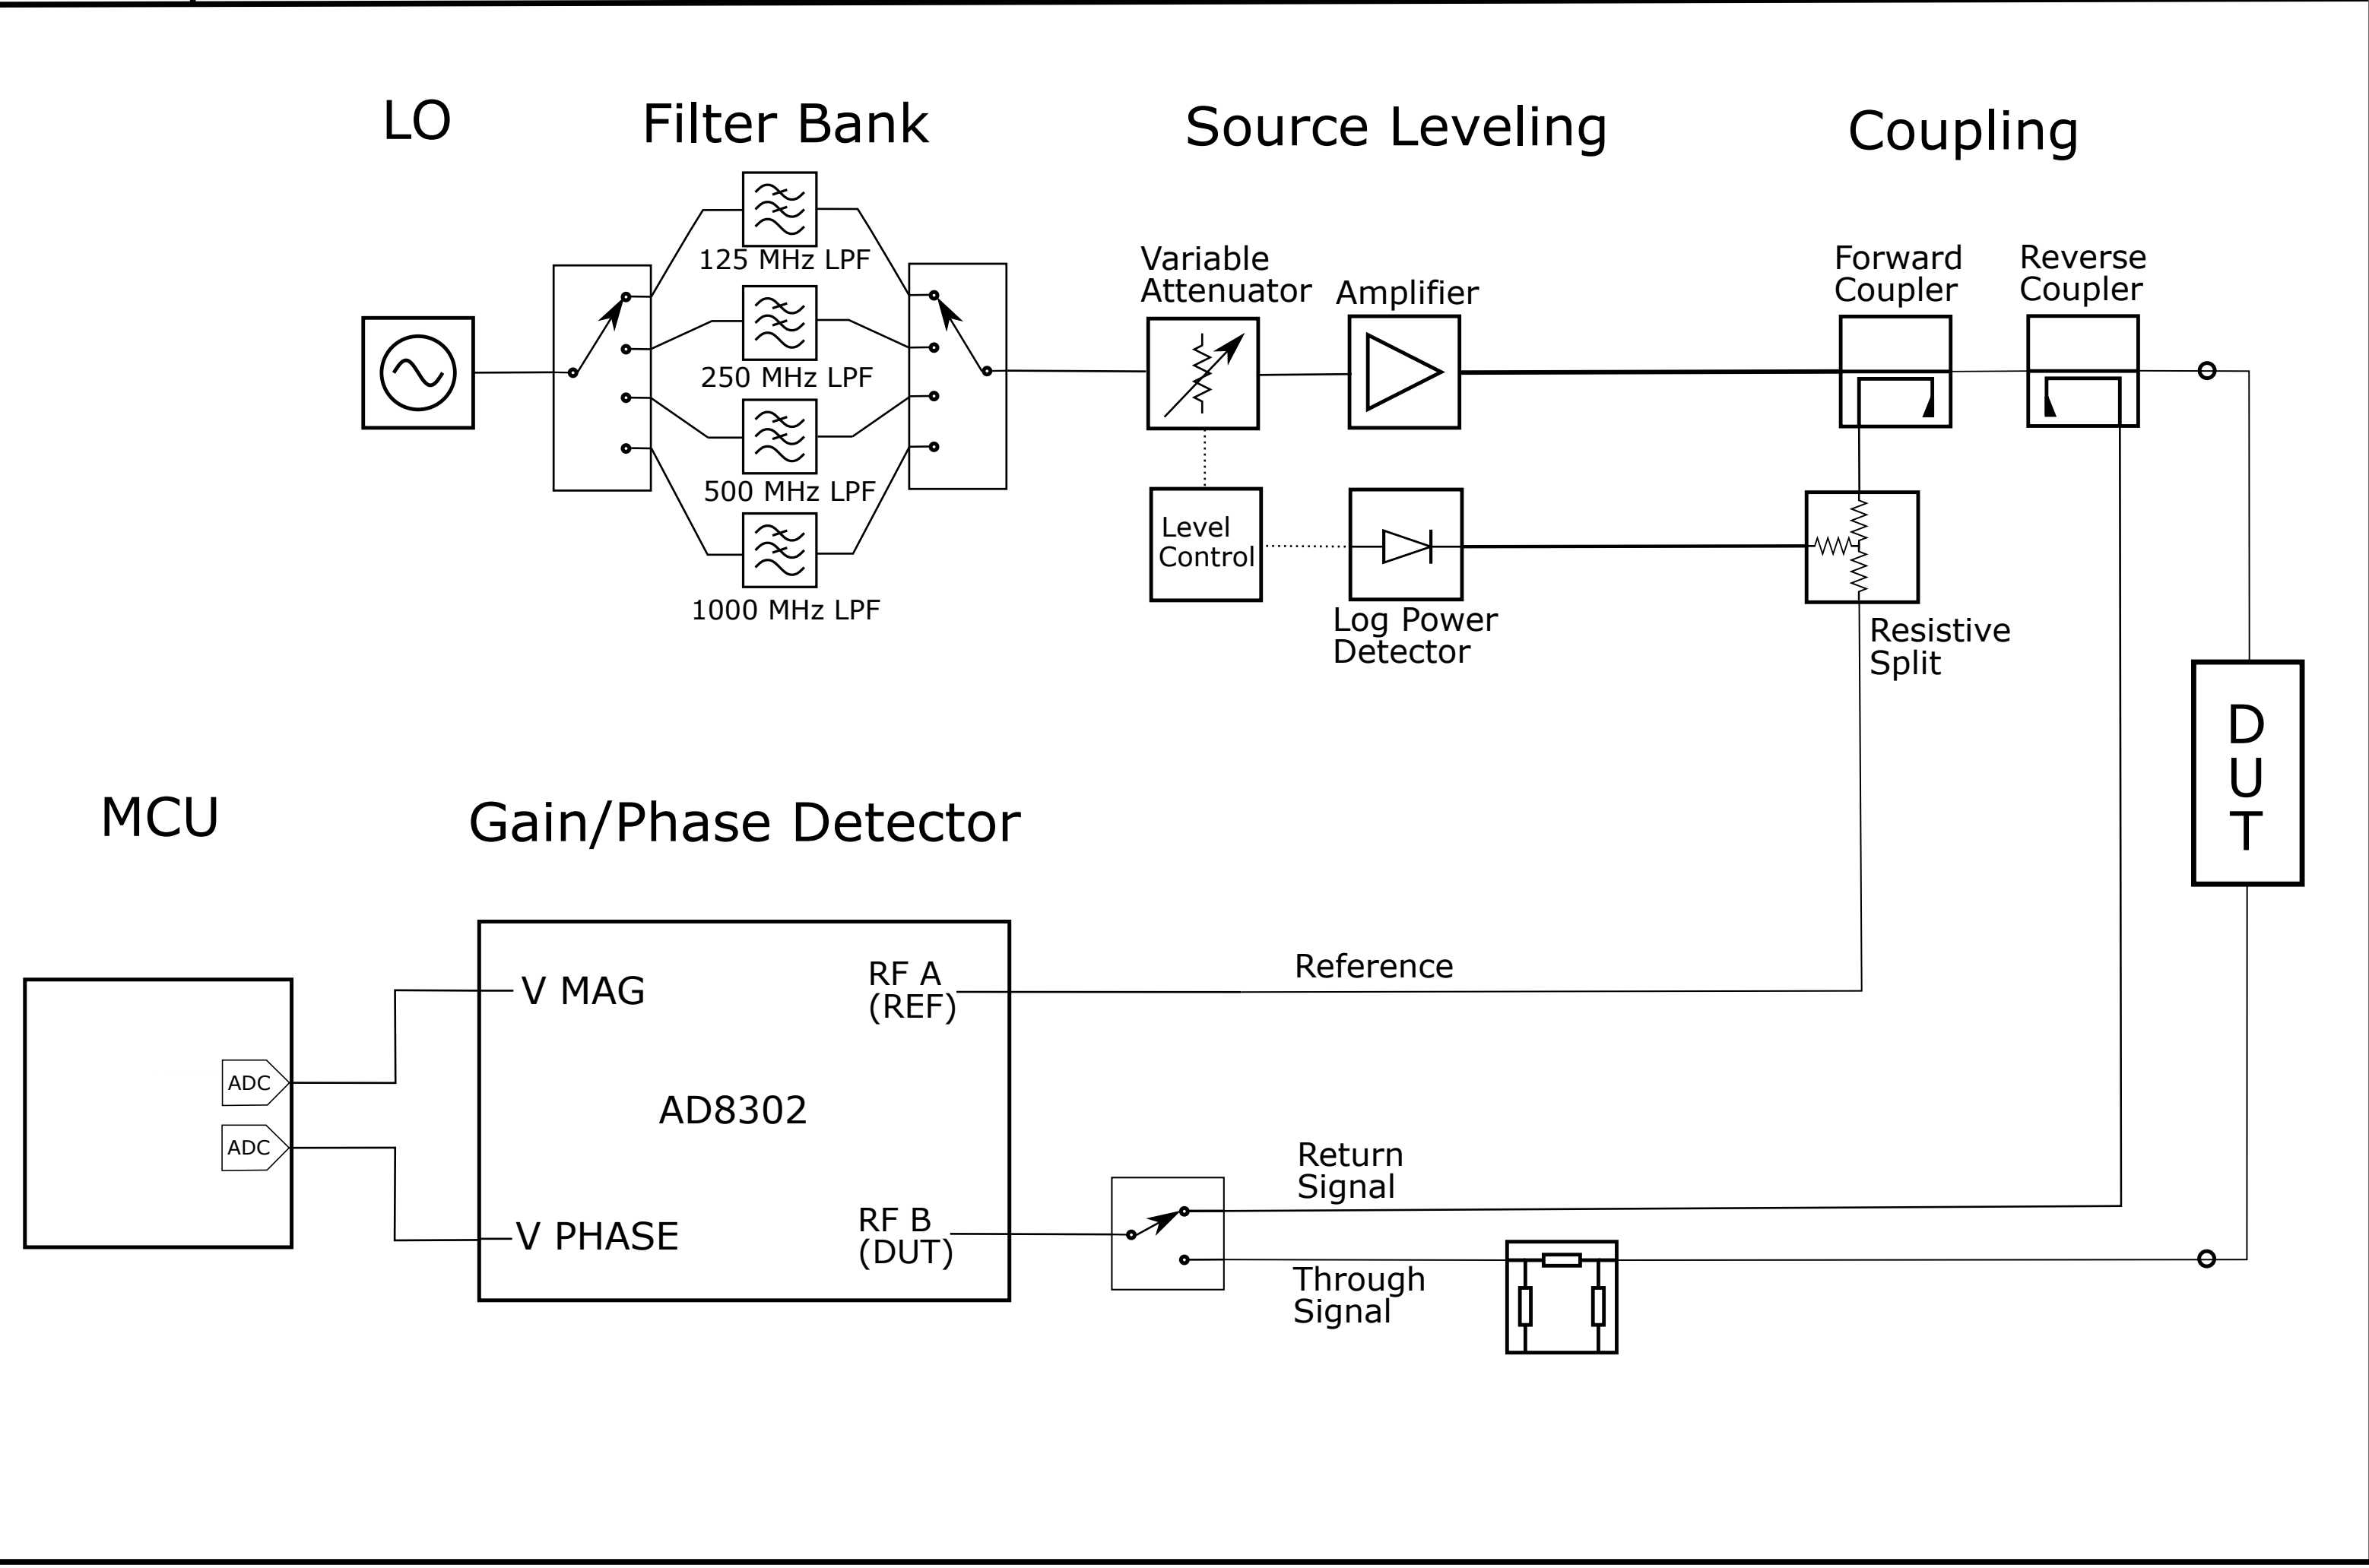 LO
Filter Bank
Source Leveling
Coupling
125 MHz LPF
250 MHz LPF
500 MHz LPF
1000 MHz LPF
Variable
Attenuator
Amplifier
Forward
Coupler
Reverse
Coupler
Level
Control
Log Power
Detector
Resistive
Split
D
U
T
MCU
Gain/Phase Detector
V MAG
RF A
(REF)
Reference
ADC
AD8302
ADC
Return
Signal
V PHASE
RF B
(DUT)
Through
Signal